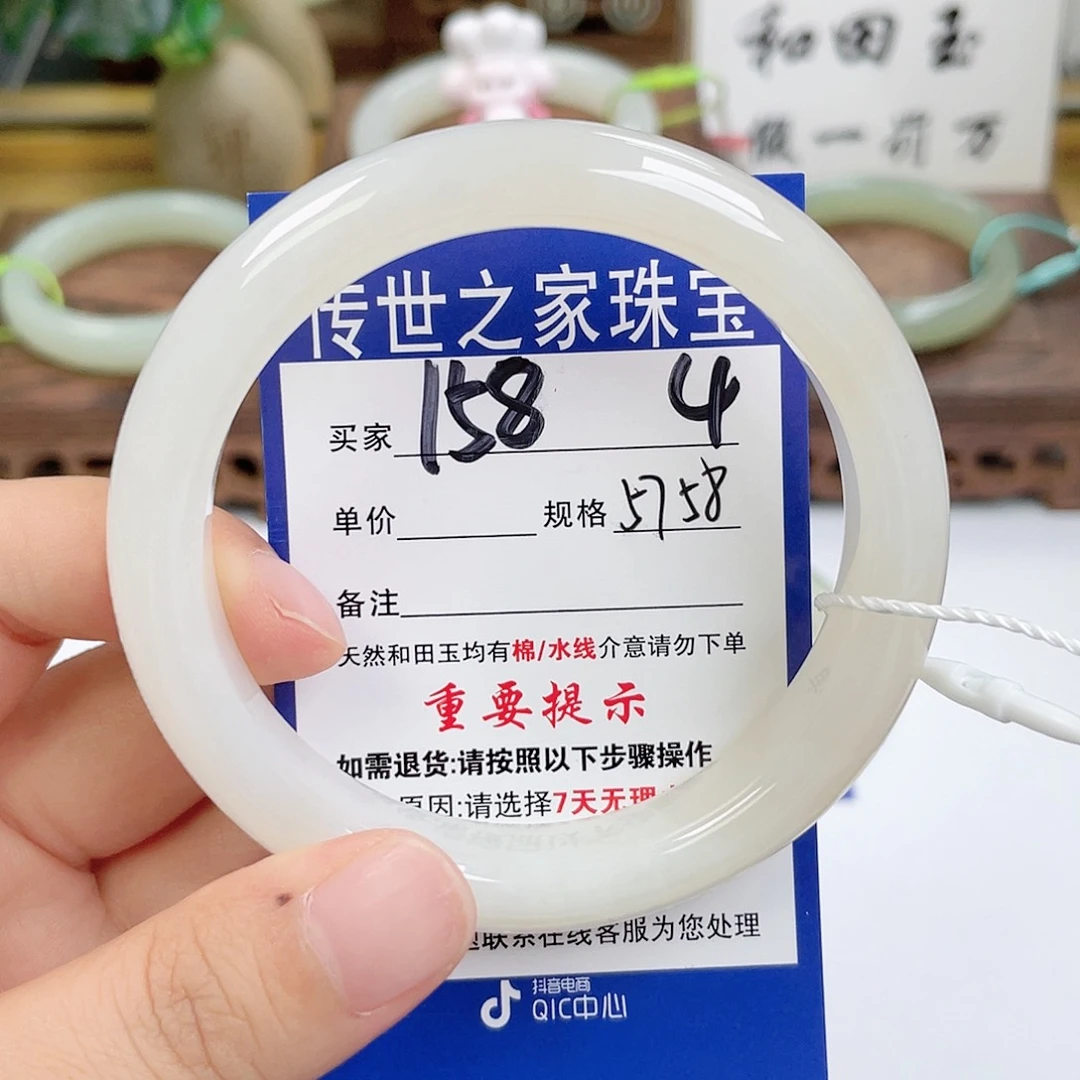 和田玉
假一赔万
传世之家珠宝
买家 158 4
单价 规格 5758
备注
天然和田玉均有棉/水线介意请勿下单
重要提示
如需退货:请按照以下步骤操作
原因:请选择7天无理
联系在线客服为您处理
抖音电商
QIC中心